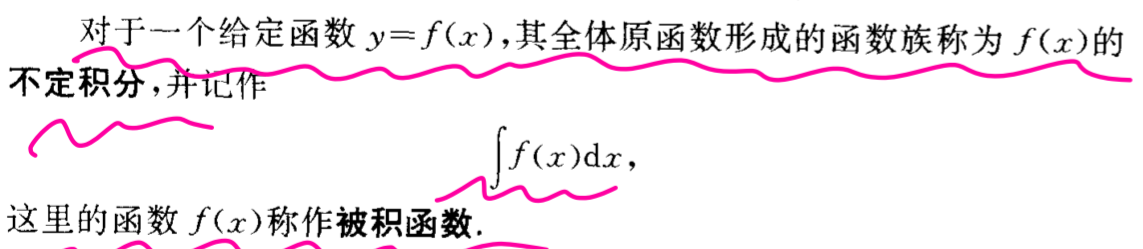 对于一个给定函数 y=f(x),其全体原函数形成的函数族称为 f(x)的
不定积分,并记作
∫f(x)dx,
这里的函数 f(x)称作被积函数.